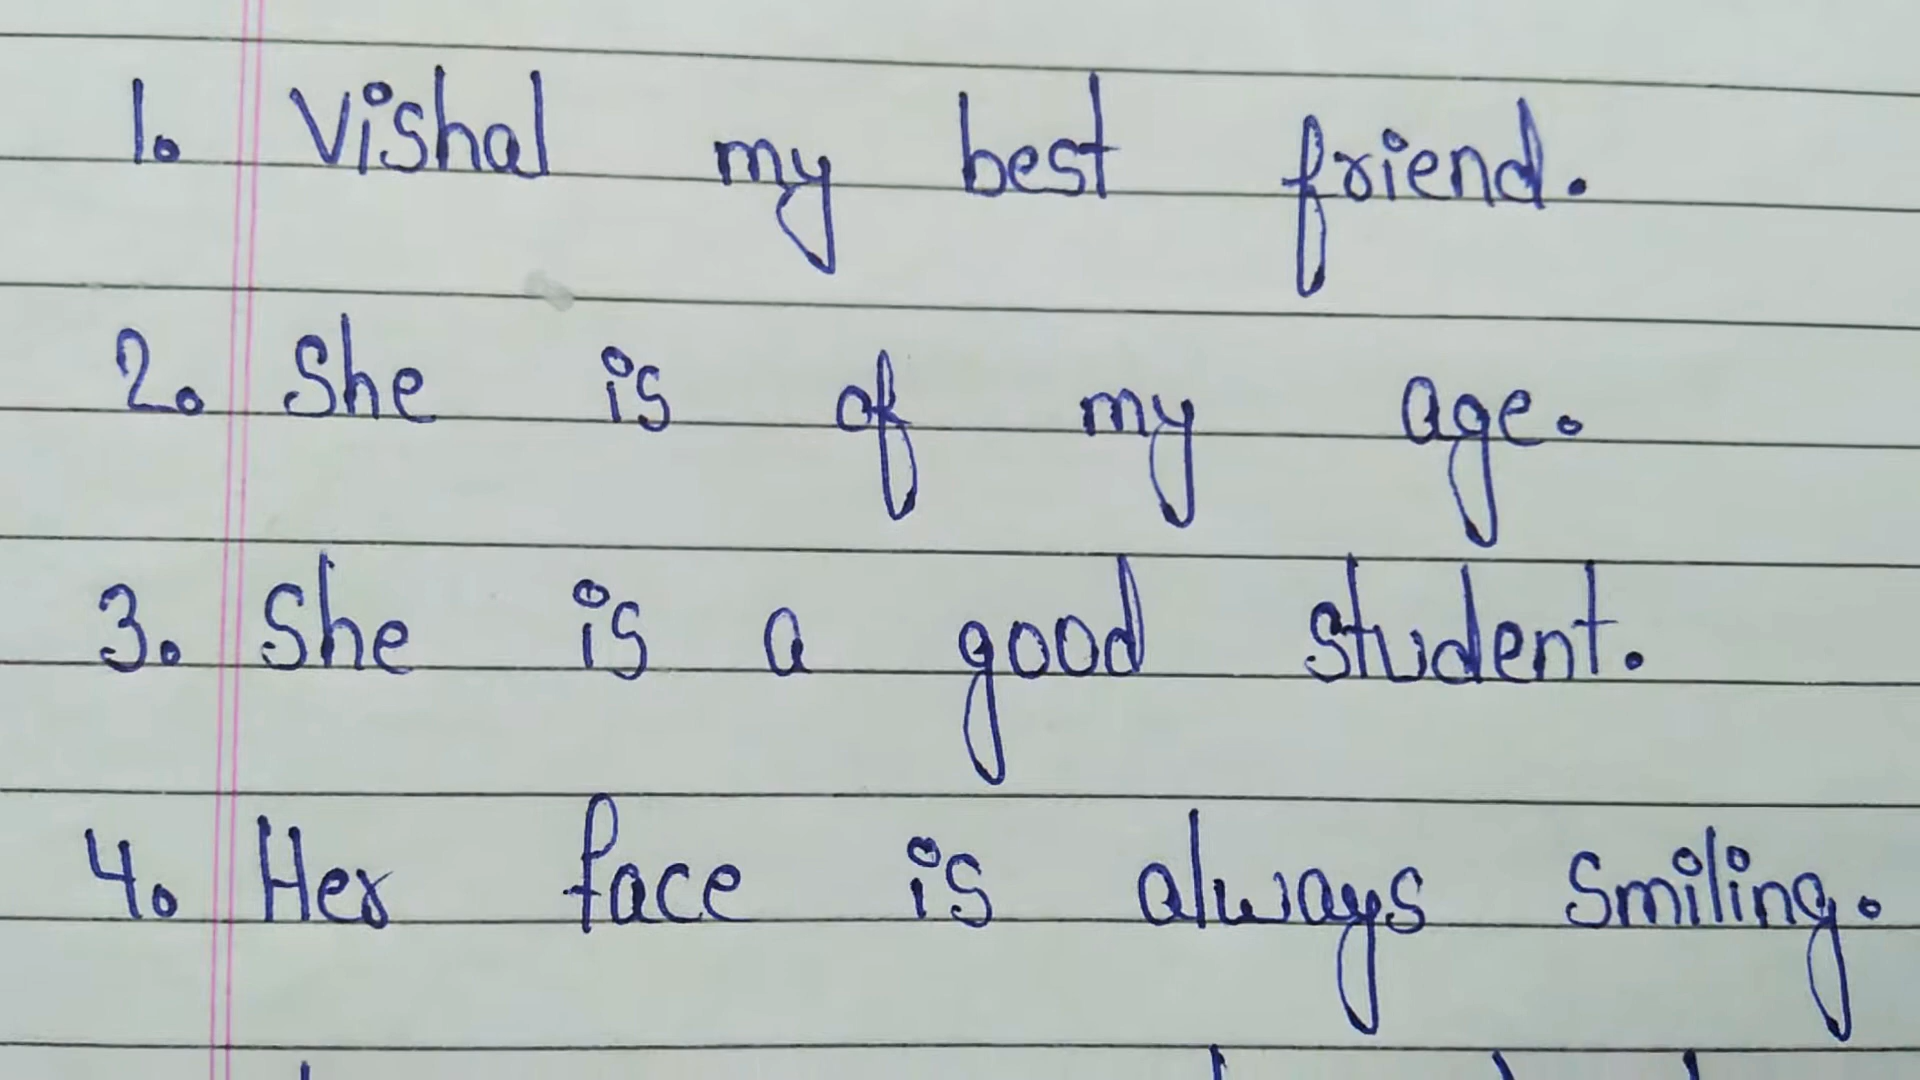 1. Vishal my best friend.
2. She is of my age.
3. She is a good student.
4. Her face is always smiling.